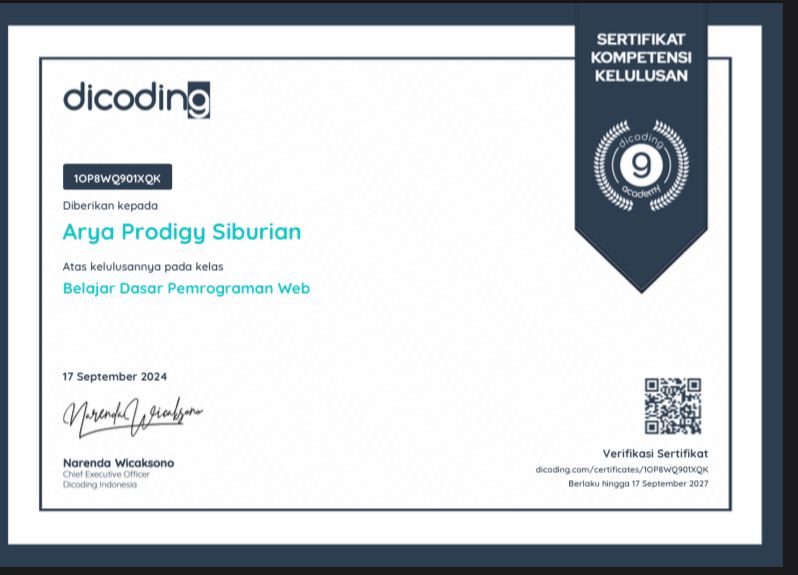 SERTIFIKAT
KOMPETENSI
KELULUSAN
dicoding
9
academy
dicoding
1OP8WQ901XQK
Diberikan kepada
Arya Prodigy Siburian
Atas kelulusannya pada kelas
Belajar Dasar Pemrograman Web
17 September 2024
Narenda Wicaksono
Narenda Wicaksono
Chief Executive Officer
Dicoding Indonesia
Verifikasi Sertifikat
dicoding.com/certificates/1OP8WQ901XQK
Berlaku hingga 17 September 2027